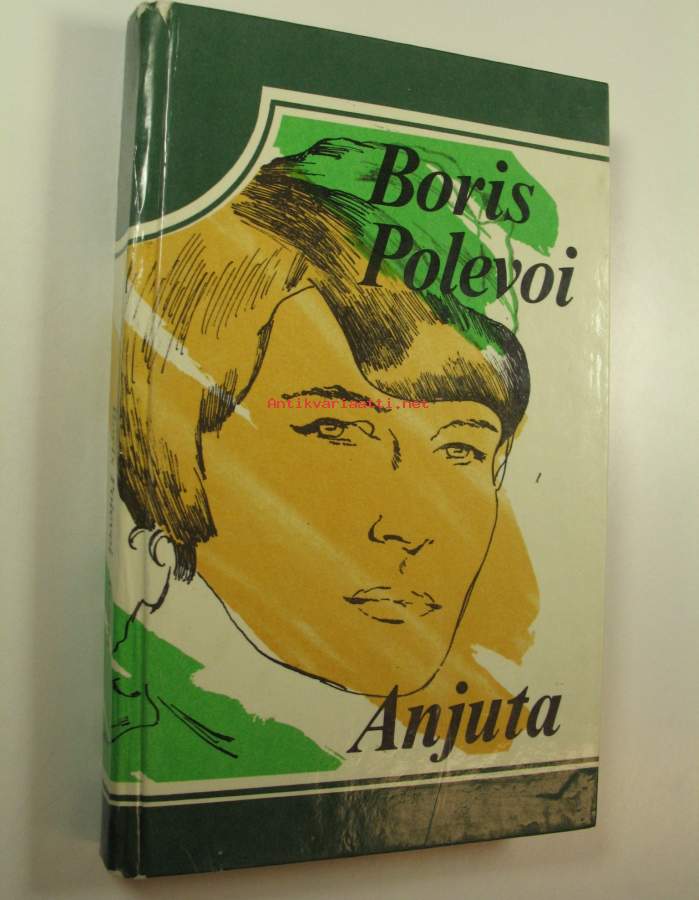 Boris
Polevoi
Antikvariaatti.net
Anjuta